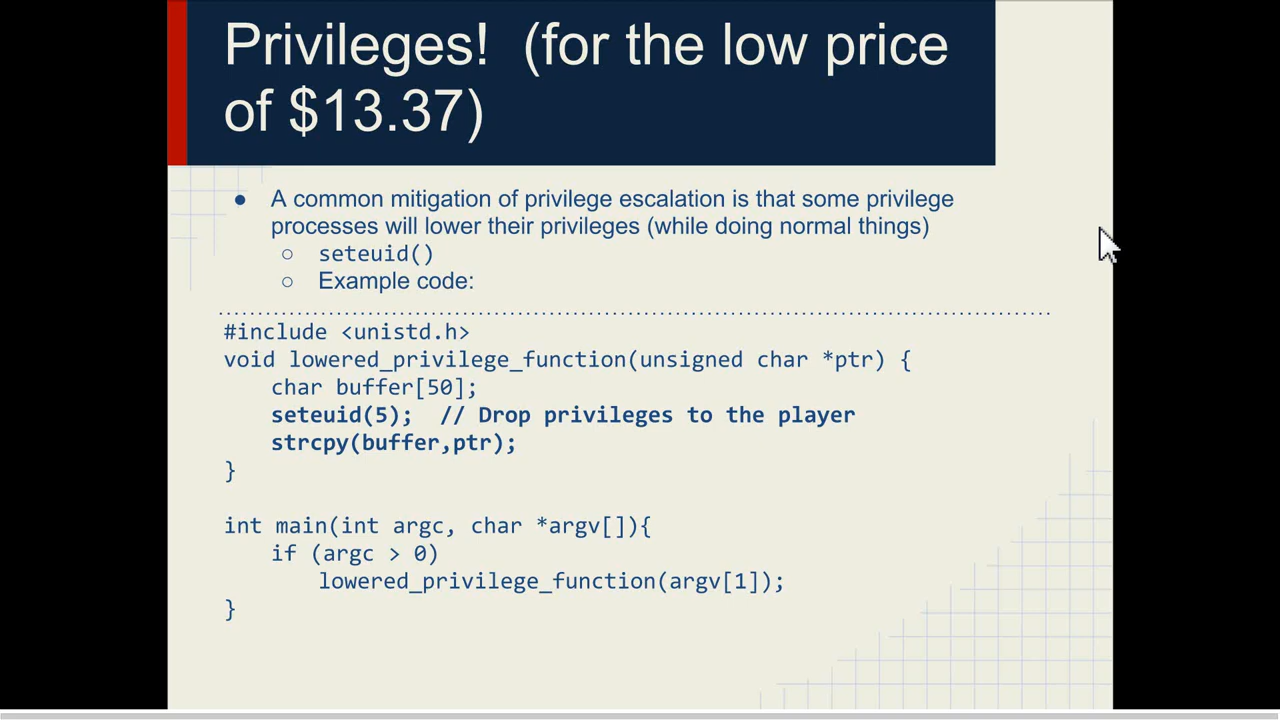 Privileges!  (for the low price
of $13.37)
● A common mitigation of privilege escalation is that some privilege
processes will lower their privileges (while doing normal things)
○ seteuid()
○ Example code:
#include <unistd.h>
void lowered_privilege_function(unsigned char *ptr) {
    char buffer[50];
    seteuid(5);  // Drop privileges to the player
    strcpy(buffer,ptr);
}
int main(int argc, char *argv[]){
    if (argc > 0)
        lowered_privilege_function(argv[1]);
}